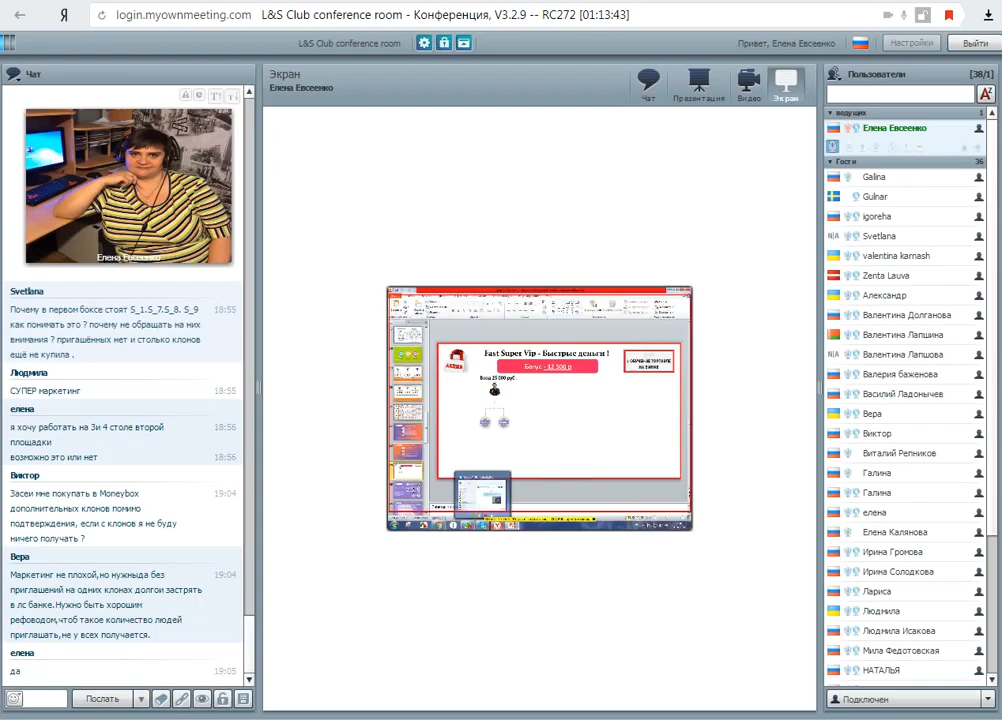 Я
login.myownmeeting.com L&S Club conference room - Конференция, V3.2.9 -- RC272 [01:13:43]
L&S Club conference room
Привет, Елена Евсеенко
Настройки
Выйти
Чат
Елена Евсеенко
Svetlana
Почему в первом боксе стоят S_1.S_7.S_8. S_9 18:55
как понимать это ? почему не обращать на них
внимания ? пригашённых нет и столько клонов
ещё не купила .
Людмила
СУПЕР маркетинг 18:55
елена
я хочу работать на 3и 4 столе второй 18:56
площадки
возможно это или нет 18:56
Виктор
Засеи мне покупать в Moneybox 19:04
дополнительных клонов помино
подтверждения, если с клонов я не буду
ничего получать ?
Вера
Маркетинг не плохой,но нужныда без 19:04
приглашений на одних клонах долгои застрять
в лс банке.Нужно быть хорошим
рефоводом,чтоб такое количество людей
приглашать,не у всех получается.
елена
да 19:05
Послать
Экран
Елена Евсеенко
Чат
Презентация
Видео
Экран
Fast Super Vip - Быстрые деньги !
Бонус - 12 500 р
АКЦИЯ
Вход 25 000 руб.
Пользователи [38/1]
ведущих 1
Елена Евсеенко
Гости 36
Galina
Gulnar
igoreha
N/A Svetlana
valentina karnash
Zenta Lauva
Александр
Валентина Долганова
Валентина Лапшина
N/A Валентина Лапшова
Валерия баженова
Василий Ладонычев
Вера
Виктор
Виталий Репников
Галина
Галина
елена
Елена Калянова
Ирина Громова
Ирина Солодкова
Лариса
Людмила
Людмила Исакова
Мила Федотовская
НАТАЛЬЯ
Подключен